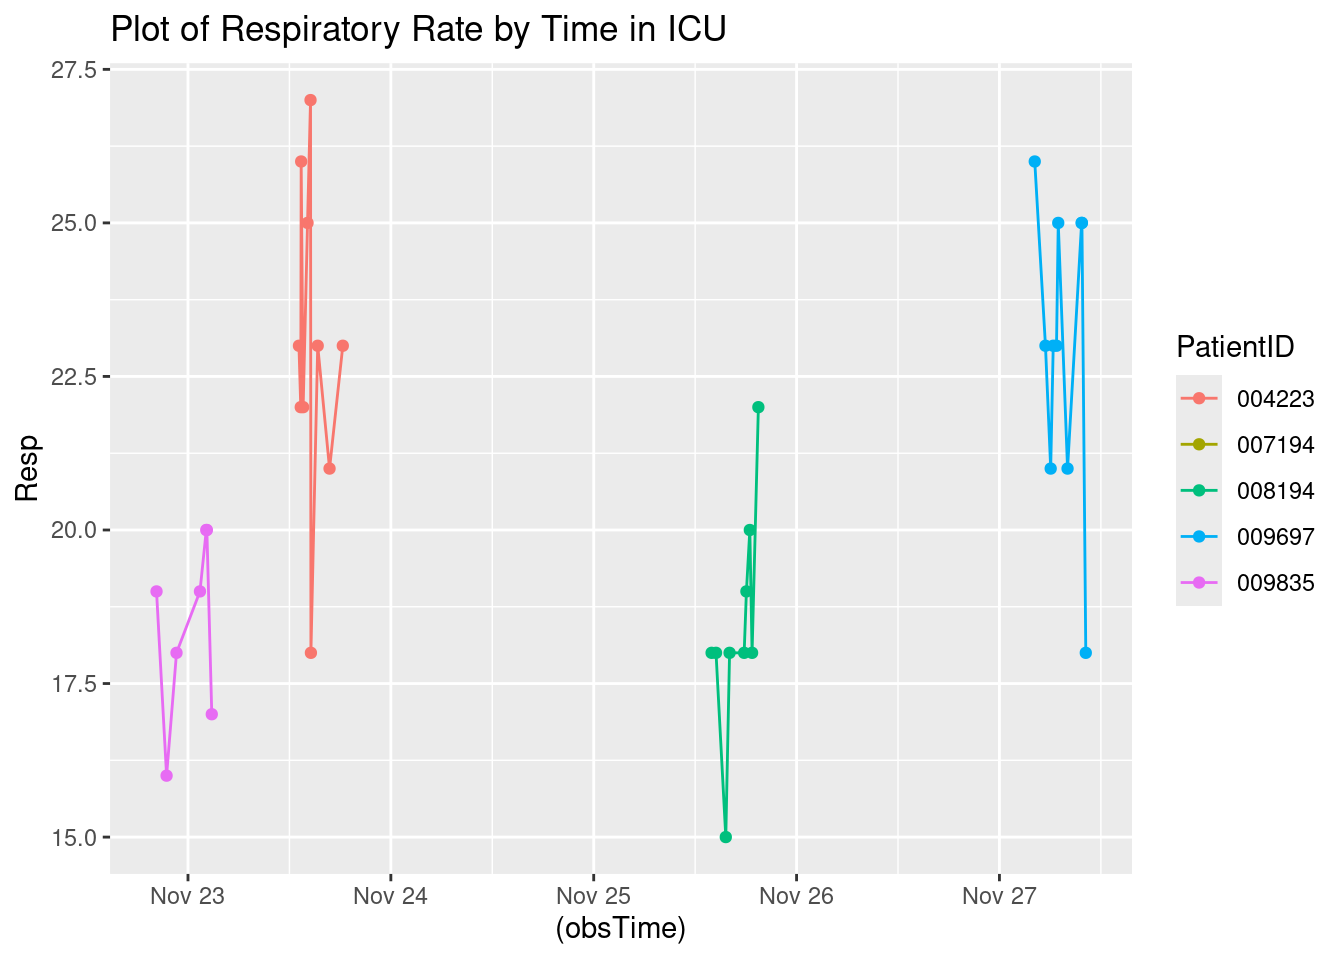 Plot of Respiratory Rate by Time in ICU
27.5
25.0
22.5
20.0
17.5
15.0
Resp
Nov 23
Nov 24
Nov 25
Nov 26
Nov 27
(obsTime)
PatientID
004223
007194
008194
009697
009835